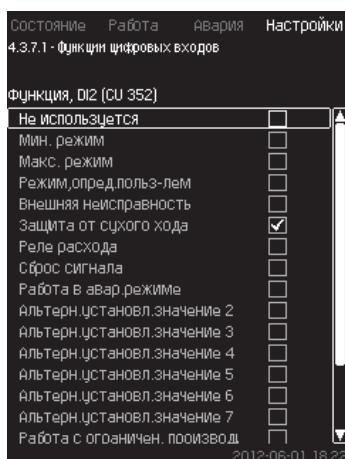 Состояние Работа Авария Настройки
4.3.7.1 - Функции цифровых входов
Функция, DI2 (CU 352)
Не используется
Мин. режим
Макс. режим
Режим,опред.польз-лем
Внешняя неисправность
Защита от сухого хода
Реле расхода
Сброс сигнала
Работа в авар.режиме
Альтерн.установл.значение 2
Альтерн.установл.значение 3
Альтерн.установл.значение 4
Альтерн.установл.значение 5
Альтерн.установл.значение 6
Альтерн.установл.значение 7
Работа с ограничен. производ
2012-06-01 18:22